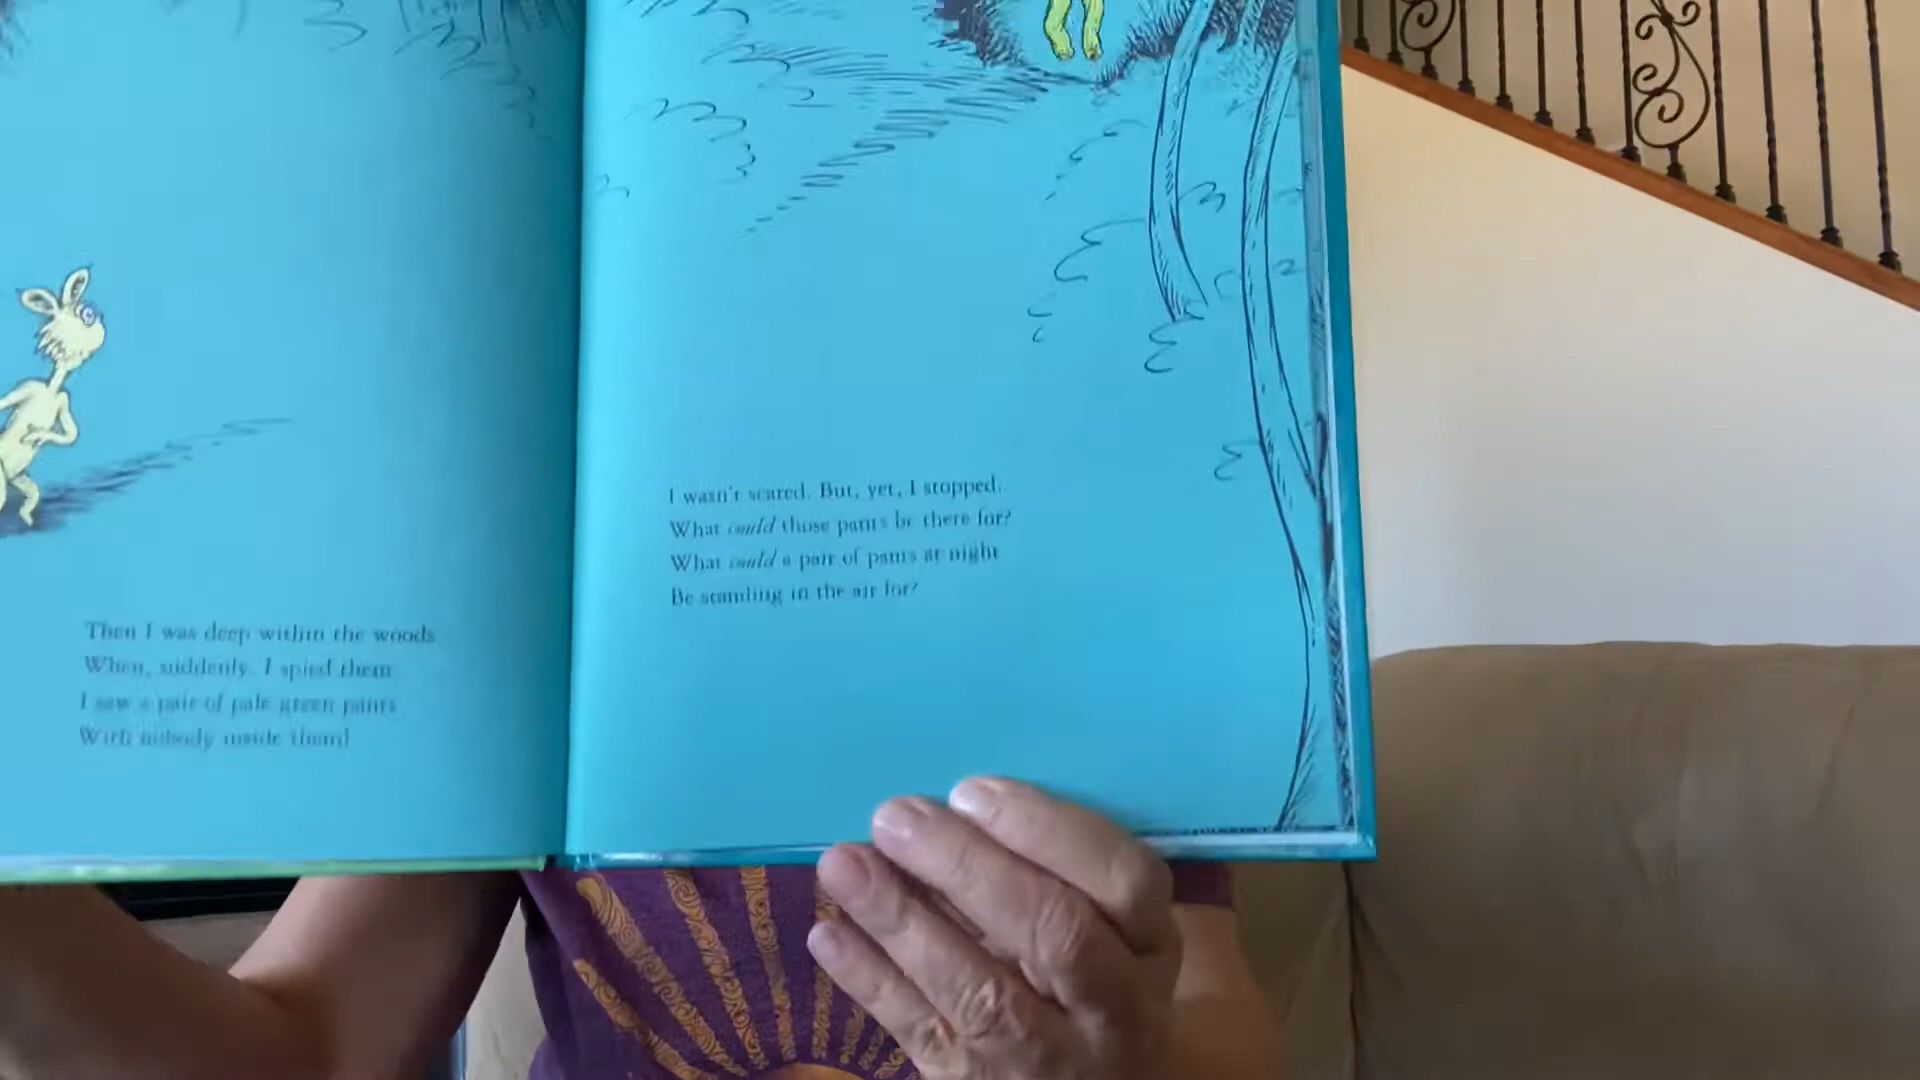 Then I was deep within the woods
When, suddenly, I spied them
I saw a pair of pale green pants
With nobody inside them!
I wasn't scared. But, yet, I stopped.
What could those pants be there for?
What could a pair of pants at night
Be standing in the air for?